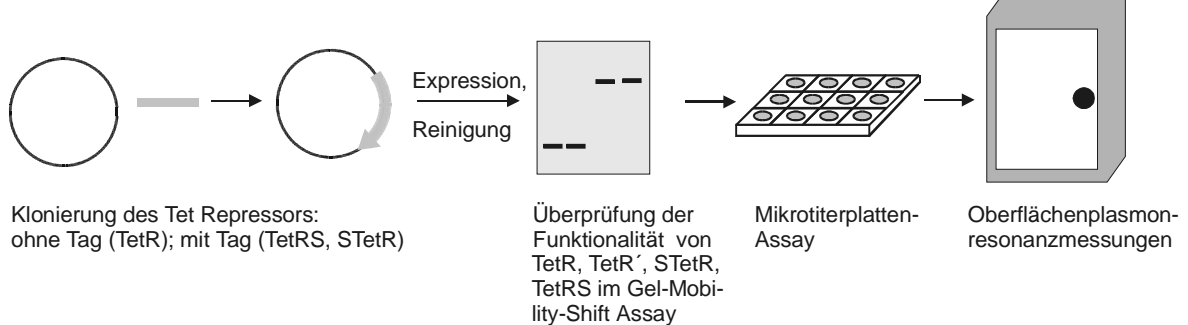 Expression,
Reinigung
Klonierung des Tet Repressors:
ohne Tag (TetR); mit Tag (TetRS, STetR)
Überprüfung der
Funktionalität von
TetR, TetR´, STetR,
TetRS im Gel-Mobi-
lity-Shift Assay
Mikrotiterplatten-
Assay
Oberflächenplasmon-
resonanzmessungen